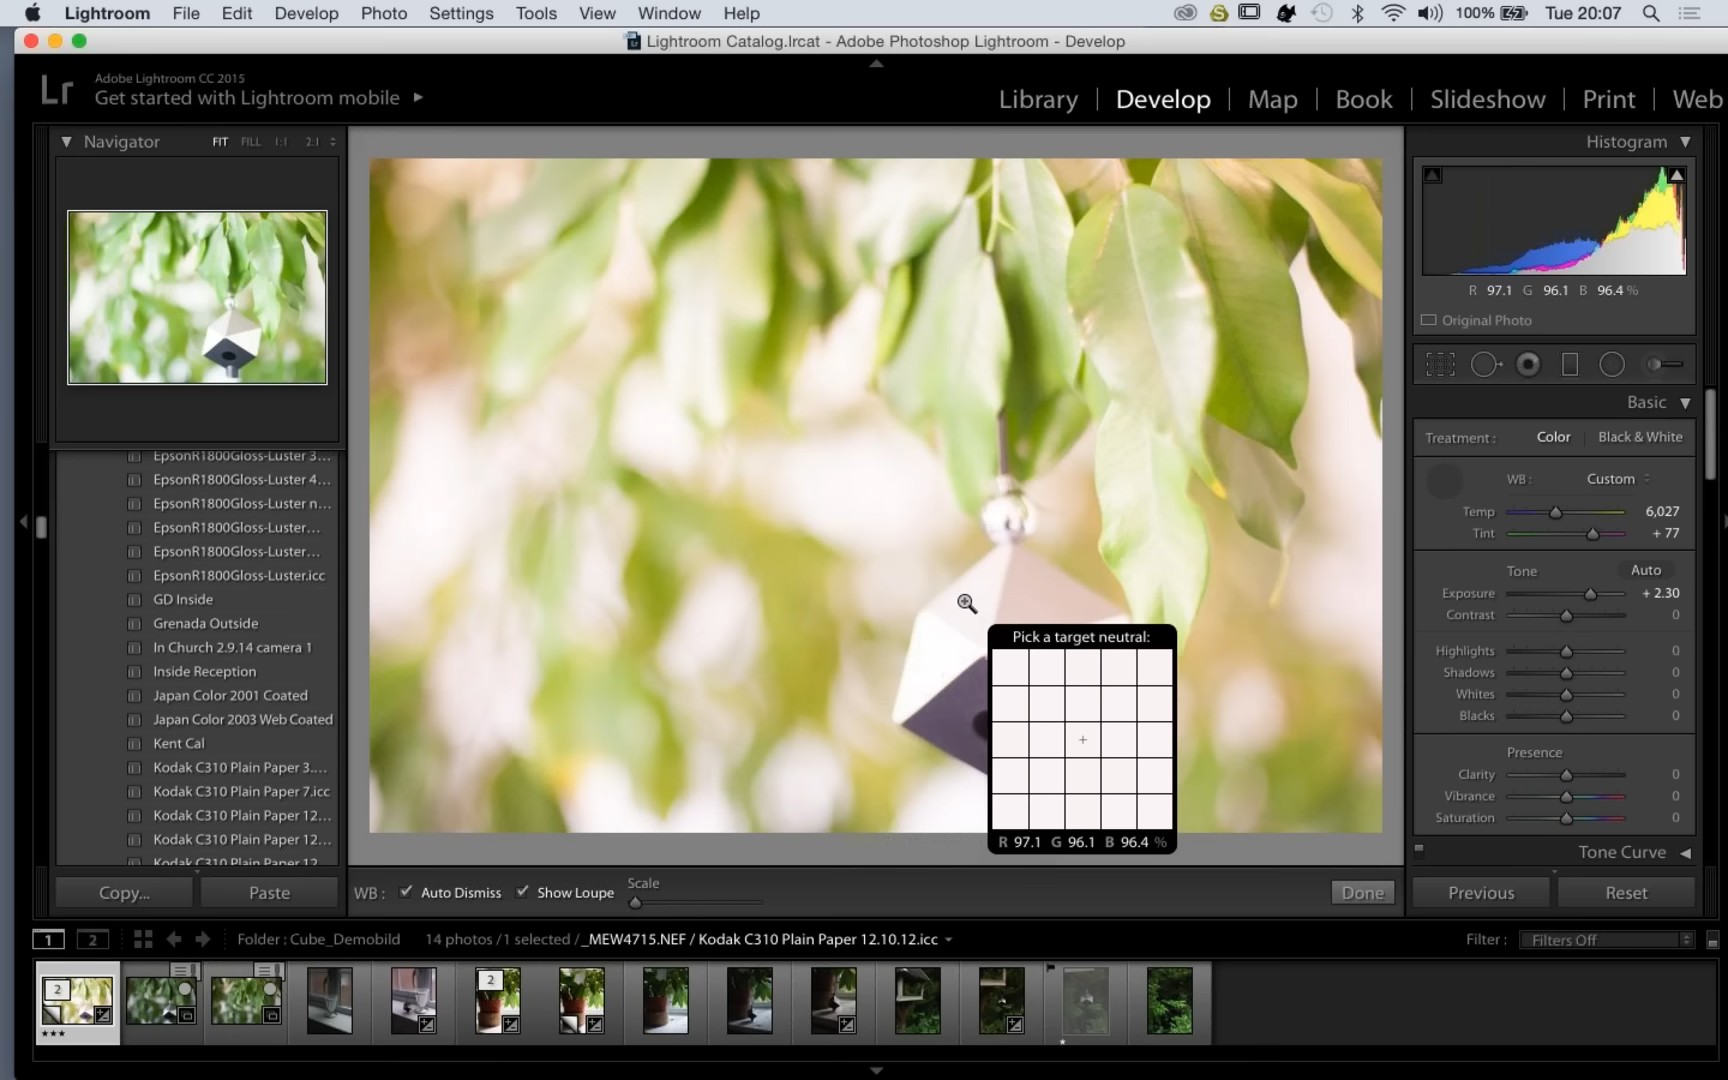 Lightroom File Edit Develop Photo Settings Tools View Window Help 100% Tue 20:07
Lightroom Catalog.lrcat - Adobe Photoshop Lightroom - Develop
Lr
Adobe Lightroom CC 2015
Get started with Lightroom mobile
Library Develop Map Book Slideshow Print Web
Navigator FIT FILL 1:1 2:1
EpsonR1800Gloss-Luster 3...
EpsonR1800Gloss-Luster 4...
EpsonR1800Gloss-Luster n...
EpsonR1800Gloss-Luster...
EpsonR1800Gloss-Luster...
EpsonR1800Gloss-Luster.icc
GD Inside
Grenada Outside
In Church 2.9.14 camera 1
Inside Reception
Japan Color 2001 Coated
Japan Color 2003 Web Coated
Kent Cal
Kodak C310 Plain Paper 3....
Kodak C310 Plain Paper 7.icc
Kodak C310 Plain Paper 12...
Kodak C310 Plain Paper 12...
Kodak C310 Plain Paper 12
Copy... Paste
Pick a target neutral:
R 97.1 G 96.1 B 96.4 %
WB : Auto Dismiss Show Loupe Scale Done
Histogram
R 97.1 G 96.1 B 96.4 %
Original Photo
Basic
Treatment : Color Black & White
WB : Custom
Temp 6,027
Tint + 77
Tone Auto
Exposure + 2.30
Contrast 0
Highlights 0
Shadows 0
Whites 0
Blacks 0
Presence
Clarity 0
Vibrance 0
Saturation 0
Tone Curve
Previous Reset
1 2 Folder : Cube_Demobild 14 photos /1 selected /_MEW4715.NEF / Kodak C310 Plain Paper 12.10.12.icc Filter : Filters Off
2
2